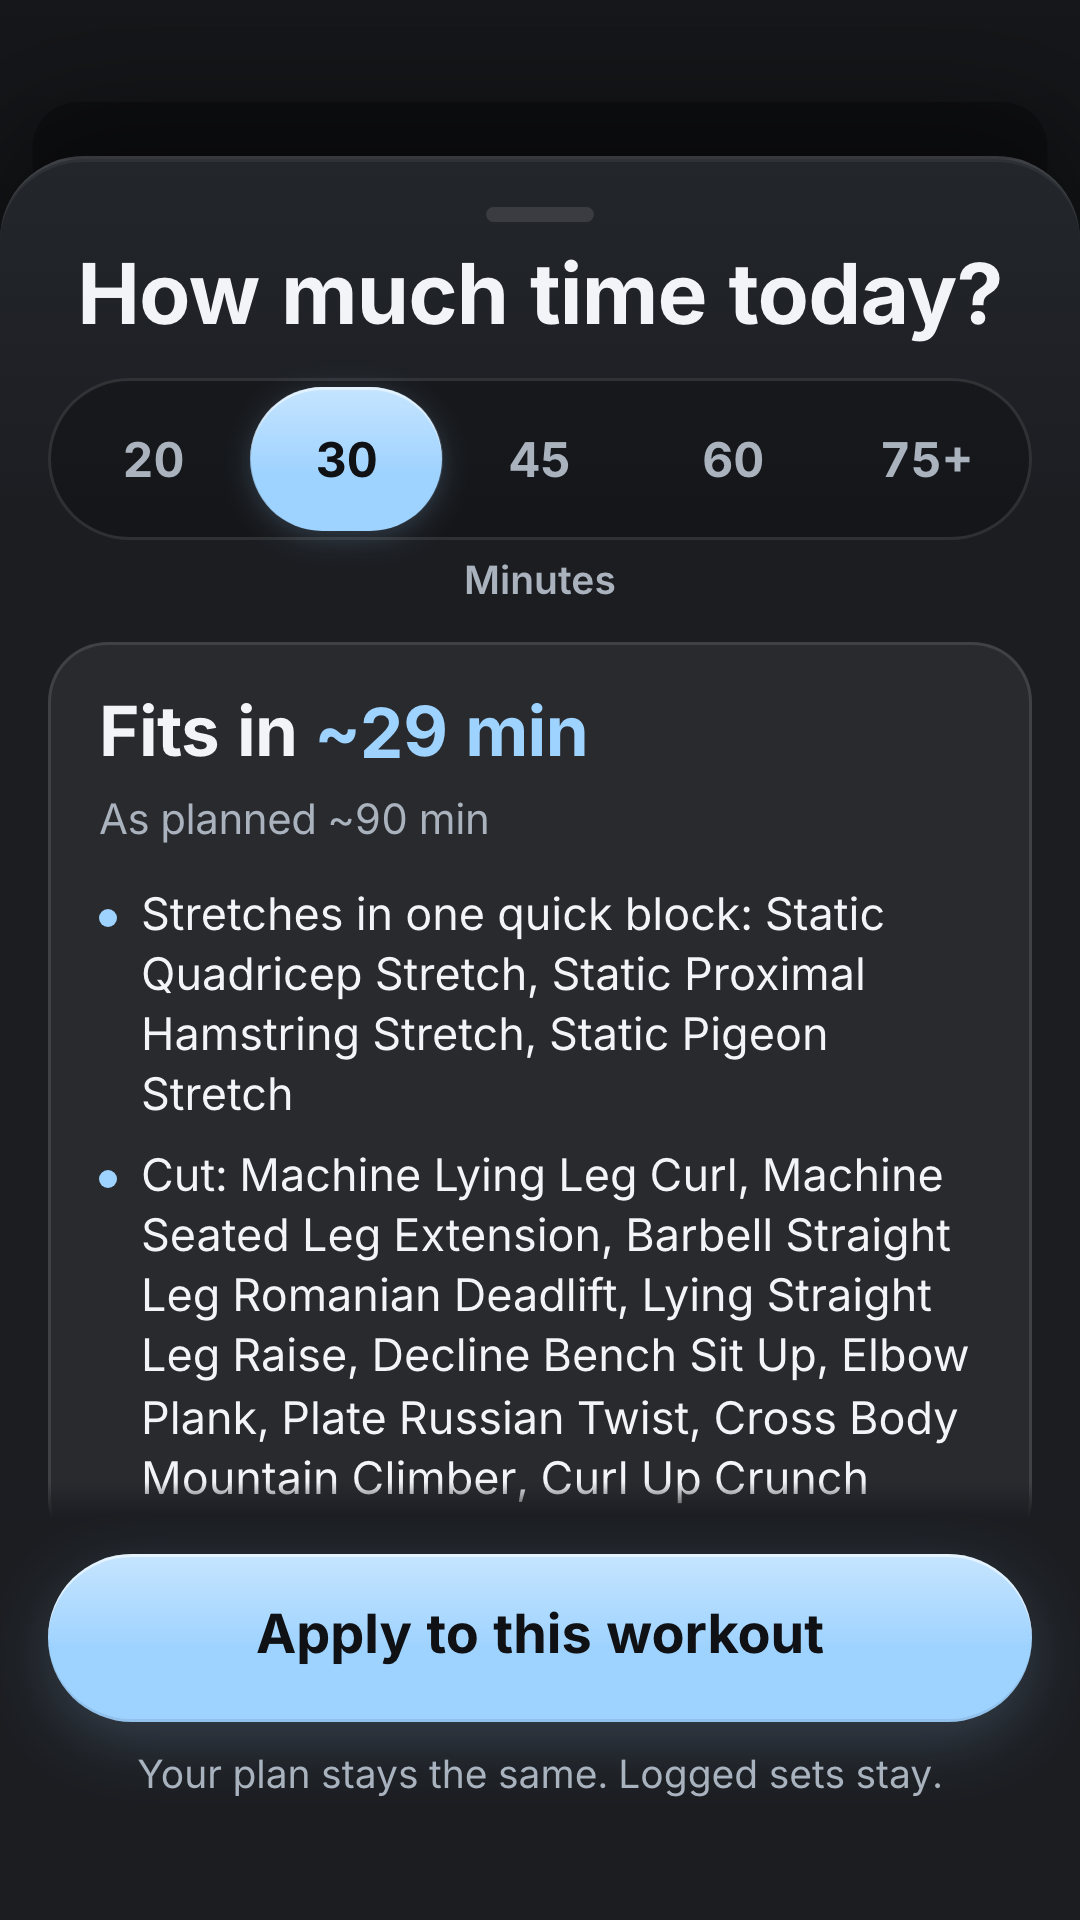 How much time today?
20 30 45 60 75+
Minutes
Fits in ~29 min
As planned ~90 min
Stretches in one quick block: Static
Quadricep Stretch, Static Proximal
Hamstring Stretch, Static Pigeon
Stretch
Cut: Machine Lying Leg Curl, Machine
Seated Leg Extension, Barbell Straight
Leg Romanian Deadlift, Lying Straight
Leg Raise, Decline Bench Sit Up, Elbow
Plank, Plate Russian Twist, Cross Body
Mountain Climber, Curl Up Crunch
Apply to this workout
Your plan stays the same. Logged sets stay.